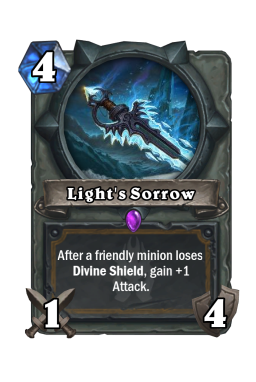 4
Light's Sorrow
After a friendly minion loses
Divine Shield, gain +1
Attack.
1
4